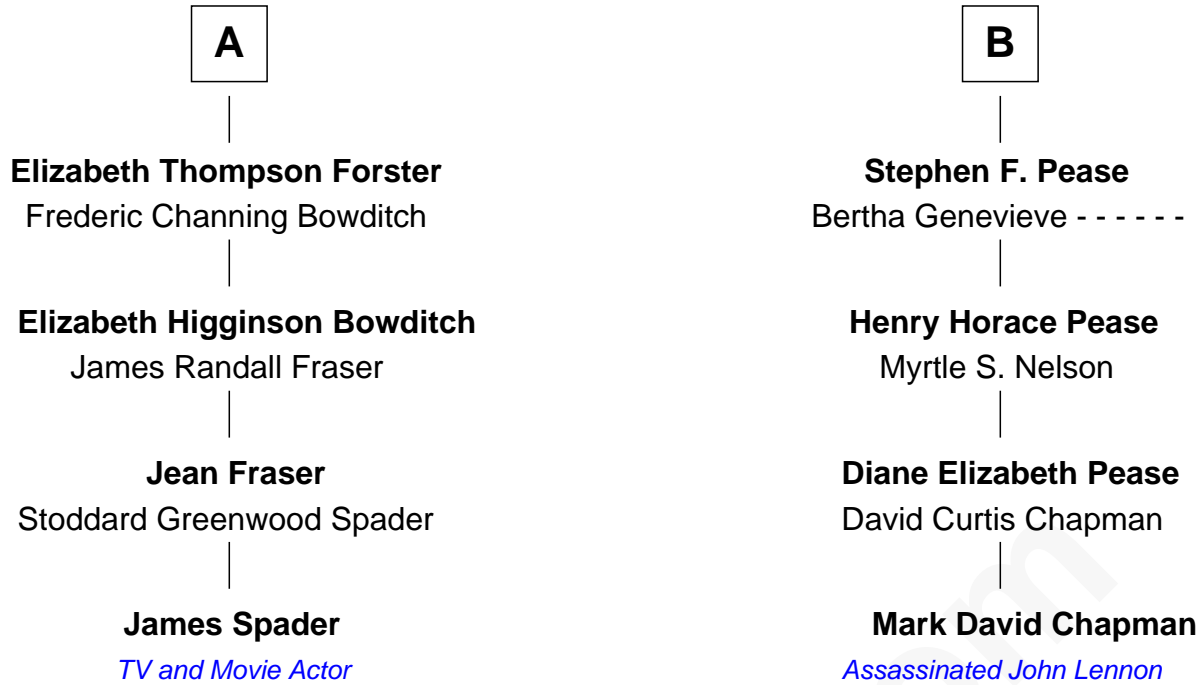 A
Elizabeth Thompson Forster
Frederic Channing Bowditch
Elizabeth Higginson Bowditch
James Randall Fraser
Jean Fraser
Stoddard Greenwood Spader
James Spader
TV and Movie Actor
B
Stephen F. Pease
Bertha Genevieve - - - - - -
Henry Horace Pease
Myrtle S. Nelson
Diane Elizabeth Pease
David Curtis Chapman
Mark David Chapman
Assassinated John Lennon